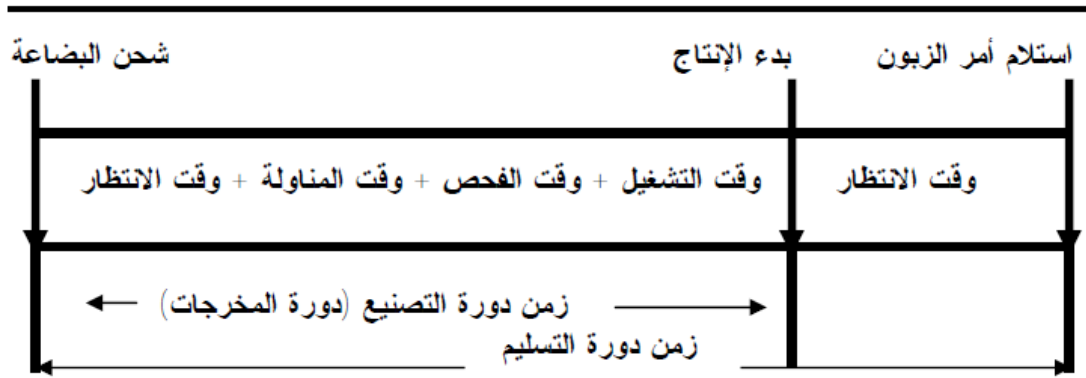 استلام أمر الزبون
بدء الإنتاج
شحن البضاعة
وقت الانتظار
وقت التشغيل + وقت الفحص + وقت المناولة + وقت الانتظار
زمن دورة التصنيع (دورة المخرجات)
زمن دورة التسليم